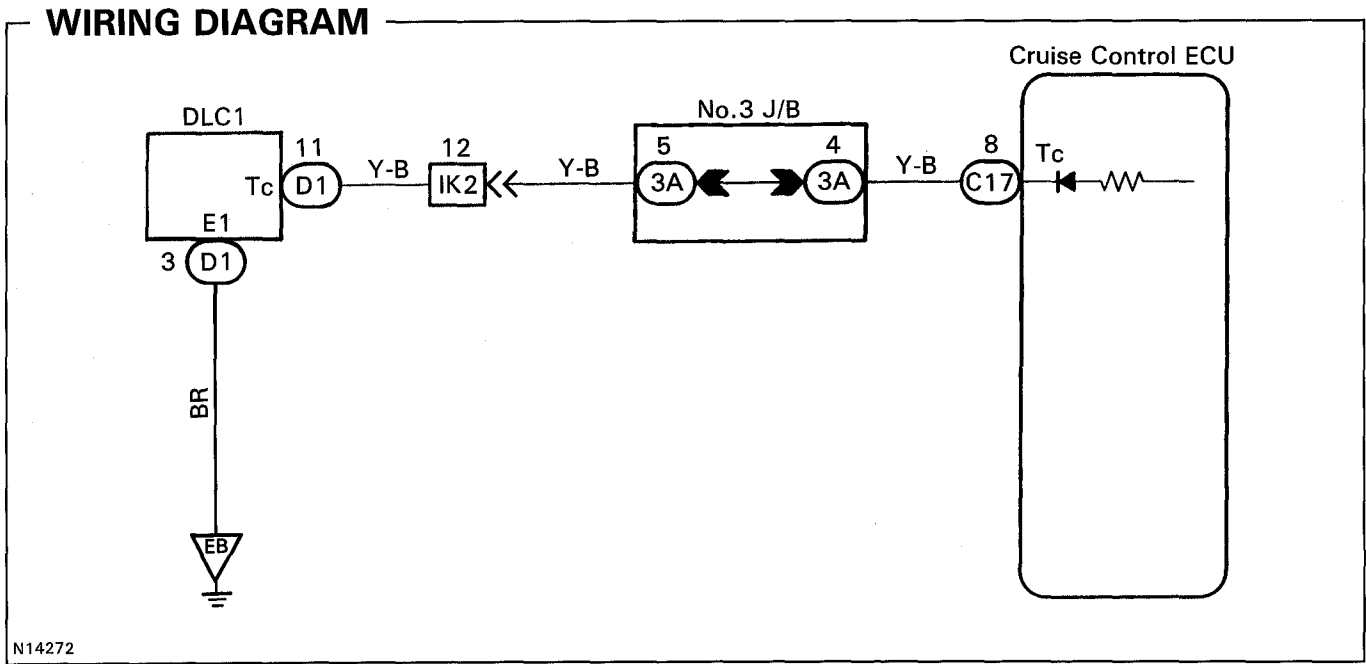 WIRING DIAGRAM
Cruise Control ECU
DLC1
No.3 J/B
11
12
5
4
8
Tc
D1
Y-B
IK2
Y-B
3A
3A
Y-B
C17
Tc
E1
3
D1
BR
EB
N14272